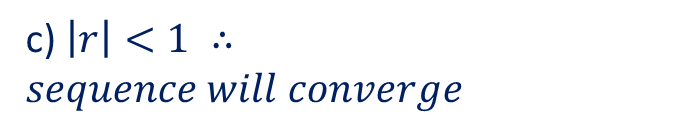 c) |r| < 1 ∴
sequence will converge